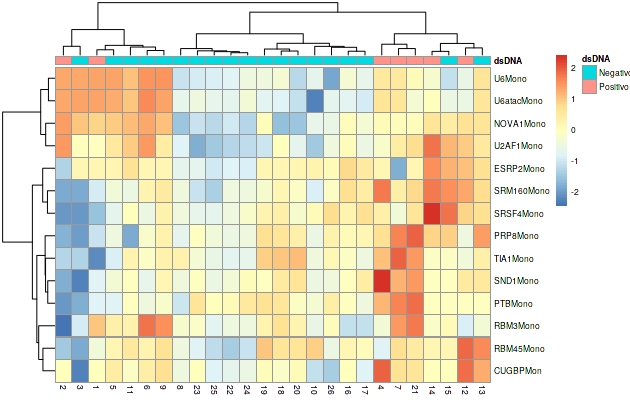 dsDNA
dsDNA
2
Negativo
Positivo
1
0
-1
-2
U6Mono
U6atacMono
NOVA1Mono
U2AF1Mono
ESRP2Mono
SRM160Mono
SRSF4Mono
PRP8Mono
TIA1Mono
SND1Mono
PTBMono
RBM3Mono
RBM45Mono
CUGBPMon
2 3 1 5 11 6 9 8 23 25 22 24 19 18 20 10 26 16 17 4 7 21 14 15 12 13